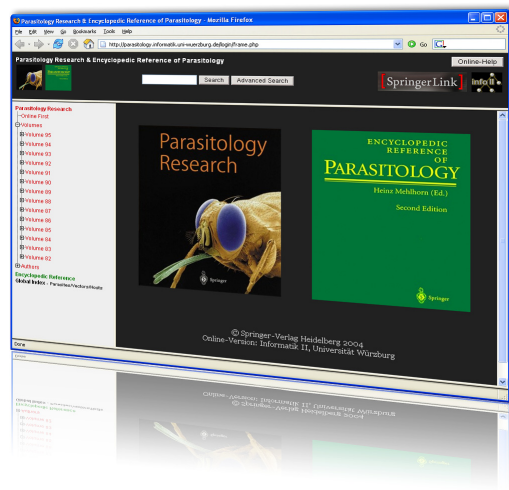 Parasitology Research & Encyclopedic Reference of Parasitology - Mozilla Firefox
File Edit View Go Bookmarks Tools Help
http://parasitology.informatik.uni-wuerzburg.de/login/frame.php
Go
Parasitology Research & Encyclopedic Reference of Parasitology
Online-Help
Search
Advanced Search
SpringerLink
info
Parasitology Research
Online First
Volumes
Volume 95
Volume 94
Volume 93
Volume 92
Volume 91
Volume 90
Volume 89
Volume 88
Volume 87
Volume 86
Volume 85
Volume 84
Volume 83
Volume 82
Authors
Encyclopedic Reference
Global Index - Parasites/Vectors/Hosts
Parasitology
Research
Springer
ENCYCLOPEDIC
REFERENCE
OF
PARASITOLOGY
Heinz Mehlhorn (Ed.)
Second Edition
Springer
© Springer-Verlag Heidelberg 2004
Online-Version: Informatik II, Universität Würzburg
Done